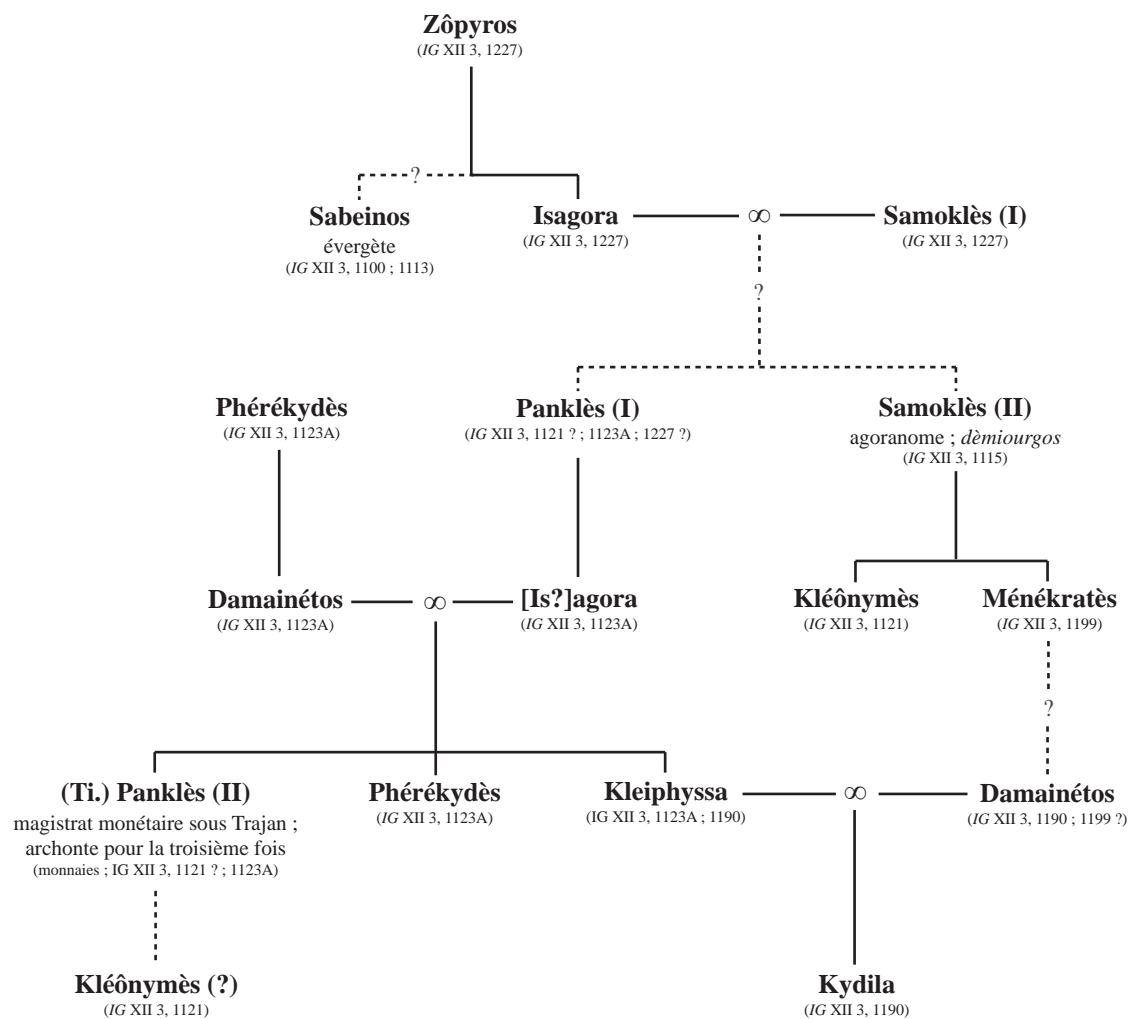 Zôpyros
(IG XII 3, 1227)
?
Sabeinos
évergète
(IG XII 3, 1100 ; 1113)
Isagora
(IG XII 3, 1227)
∞
Samoklès (I)
(IG XII 3, 1227)
?
Phérékydès
(IG XII 3, 1123A)
Panklès (I)
(IG XII 3, 1121 ? ; 1123A ; 1227 ?)
Samoklès (II)
agoranome ; dèmiourgos
(IG XII 3, 1115)
Damainétos
(IG XII 3, 1123A)
∞
[Is?]agora
(IG XII 3, 1123A)
Kléônymès
(IG XII 3, 1121)
Ménékratès
(IG XII 3, 1199)
?
(Ti.) Panklès (II)
magistrat monétaire sous Trajan ;
archonte pour la troisième fois
(monnaies ; IG XII 3, 1121 ? ; 1123A)
Phérékydès
(IG XII 3, 1123A)
Kleiphyssa
(IG XII 3, 1123A ; 1190)
∞
Damainétos
(IG XII 3, 1190 ; 1199 ?)
Kléônymès (?)
(IG XII 3, 1121)
Kydila
(IG XII 3, 1190)